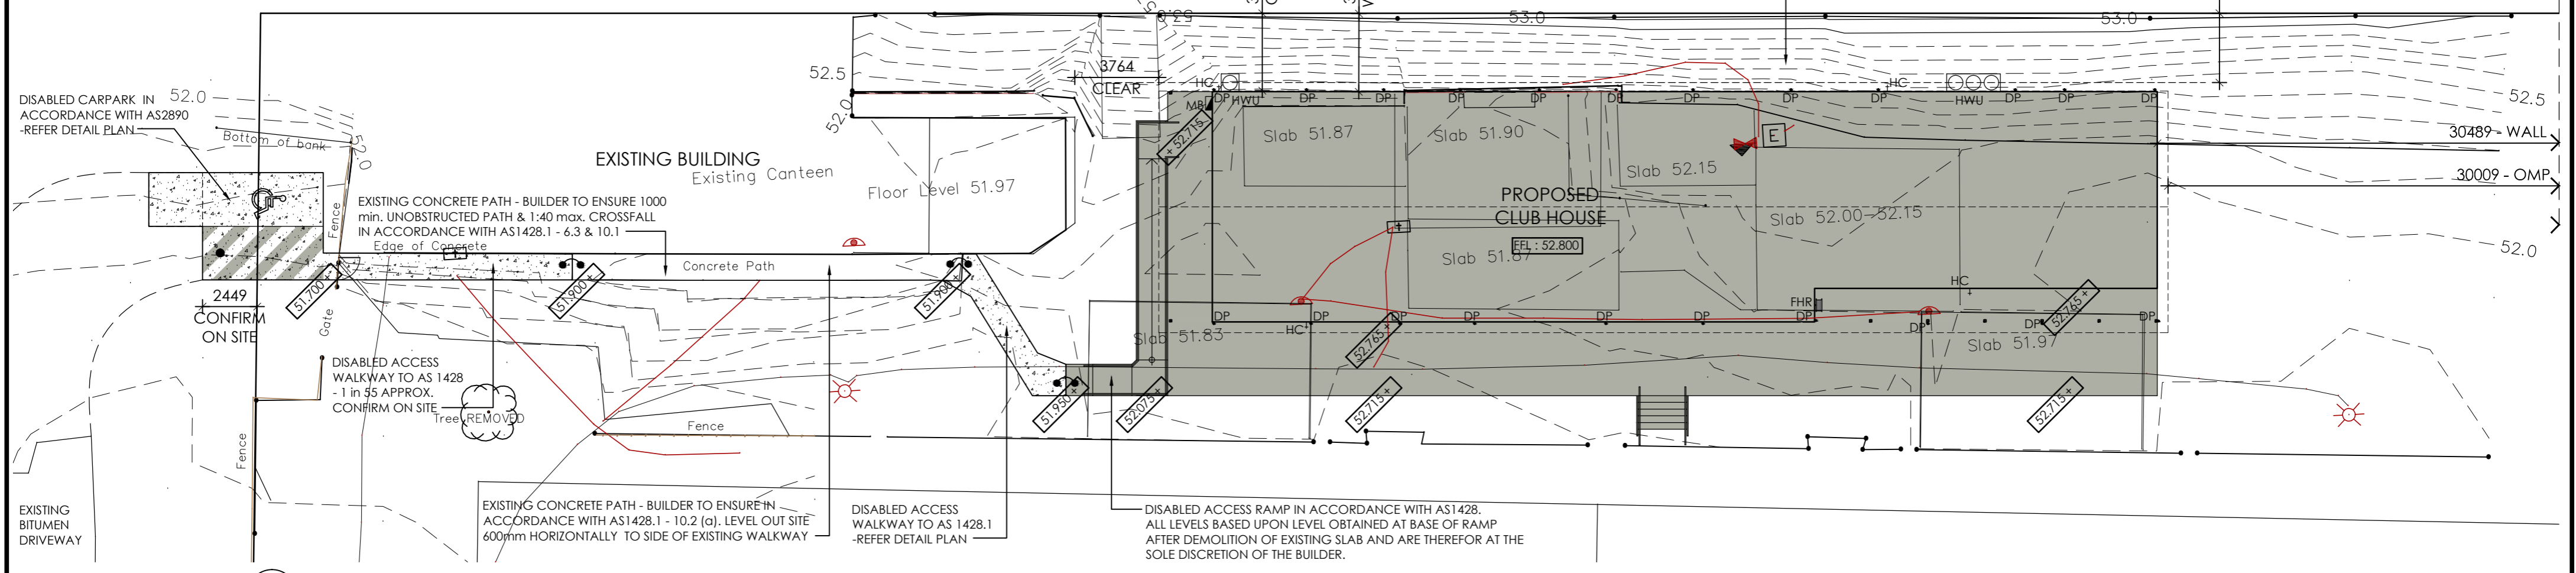 53.0
53.0
53.0
52.5
52.0
3764
CLEAR
HC
HWU
MB
DP
DP
DP
DP
DP
DP
DP
DP
DP
DP
DP
DP
HC
HWU
52.5
DISABLED CARPARK IN
ACCORDANCE WITH AS2890
-REFER DETAIL PLAN
52.0
Bottom of bank
52.0
Fence
EXISTING BUILDING
Existing Canteen
Floor Level 51.97
52.715
Slab 51.87
Slab 51.90
Slab 52.15
E
30489 - WALL
30009 - OMP
52.0
EXISTING CONCRETE PATH - BUILDER TO ENSURE 1000
min. UNOBSTRUCTED PATH & 1:40 max. CROSSFALL
IN ACCORDANCE WITH AS1428.1 - 6.3 & 10.1
PROPOSED
CLUB HOUSE
FFL : 52.800
Slab 51.87
Slab 52.00-52.15
Edge of Concrete
Concrete Path
51.700
51.900
51.900
2449
CONFIRM
ON SITE
Gate
HC
FHR
DP
DP
HC
DP
DP
DP
DP
DP
DP
DP
DP
52.765
52.765
Slab 51.83
Slab 51.97
DISABLED ACCESS
WALKWAY TO AS 1428
- 1 in 55 APPROX.
CONFIRM ON SITE
Tree REMOVED
51.950
52.075
52.715
52.715
Fence
Fence
EXISTING
BITUMEN
DRIVEWAY
EXISTING CONCRETE PATH - BUILDER TO ENSURE IN
ACCORDANCE WITH AS1428.1 - 10.2 (a). LEVEL OUT SITE
600mm HORIZONTALLY TO SIDE OF EXISTING WALKWAY
DISABLED ACCESS
WALKWAY TO AS 1428.1
-REFER DETAIL PLAN
DISABLED ACCESS RAMP IN ACCORDANCE WITH AS1428.
ALL LEVELS BASED UPON LEVEL OBTAINED AT BASE OF RAMP
AFTER DEMOLITION OF EXISTING SLAB AND ARE THEREFOR AT THE
SOLE DISCRETION OF THE BUILDER.